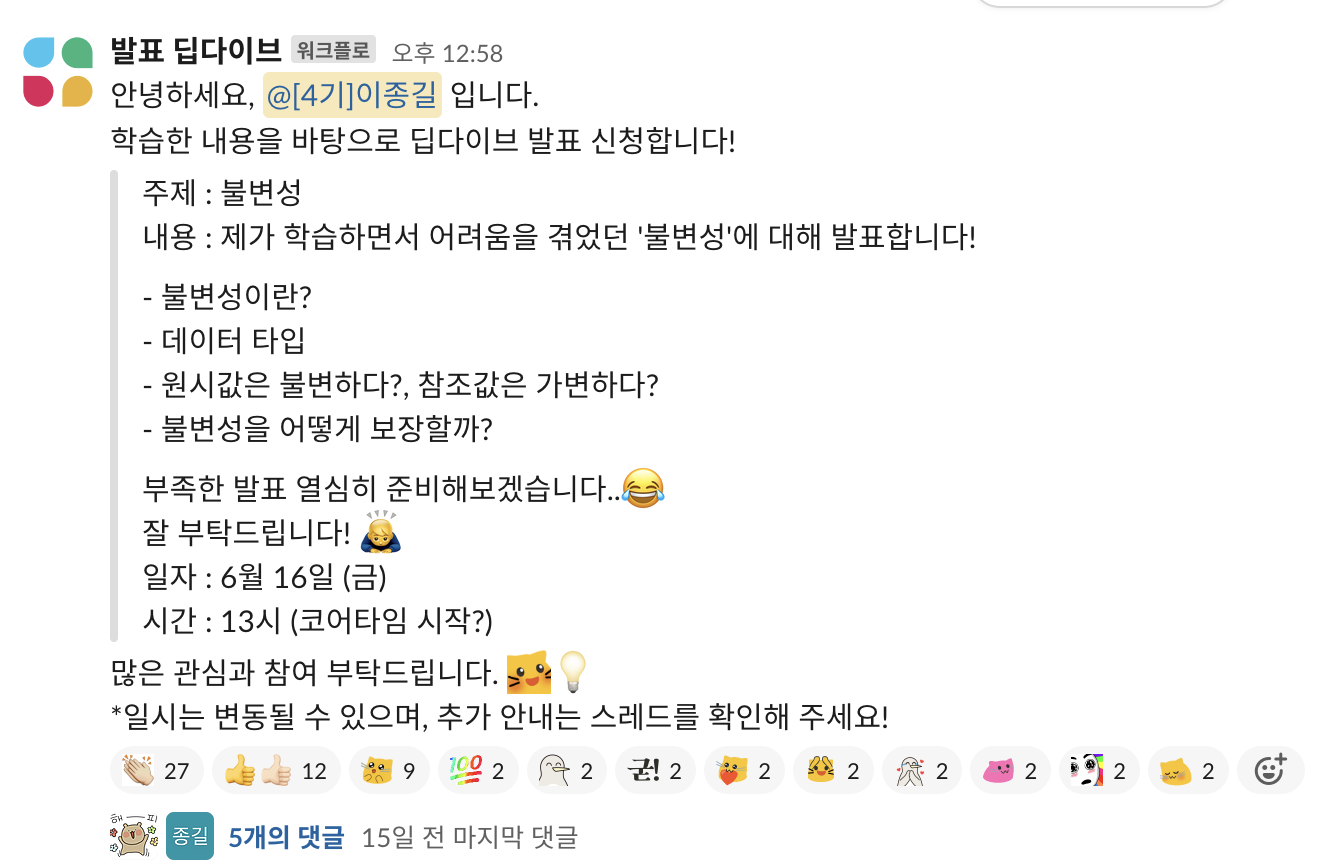 발표 딥다이브 워크플로 오후 12:58
안녕하세요, @[4기]이종길 입니다.
학습한 내용을 바탕으로 딥다이브 발표 신청합니다!
주제 : 불변성
내용 : 제가 학습하면서 어려움을 겪었던 '불변성'에 대해 발표합니다!
- 불변성이란?
- 데이터 타입
- 원시값은 불변하다?, 참조값은 가변하다?
- 불변성을 어떻게 보장할까?
부족한 발표 열심히 준비해보겠습니다..😂
잘 부탁드립니다! 🙇
일자 : 6월 16일 (금)
시간 : 13시 (코어타임 시작?)
많은 관심과 참여 부탁드립니다. 💡
*일시는 변동될 수 있으며, 추가 안내는 스레드를 확인해 주세요!
27 12 9 100 2 2 굿! 2 2 2 2 2 2 2
해피 종길 5개의 댓글 15일 전 마지막 댓글